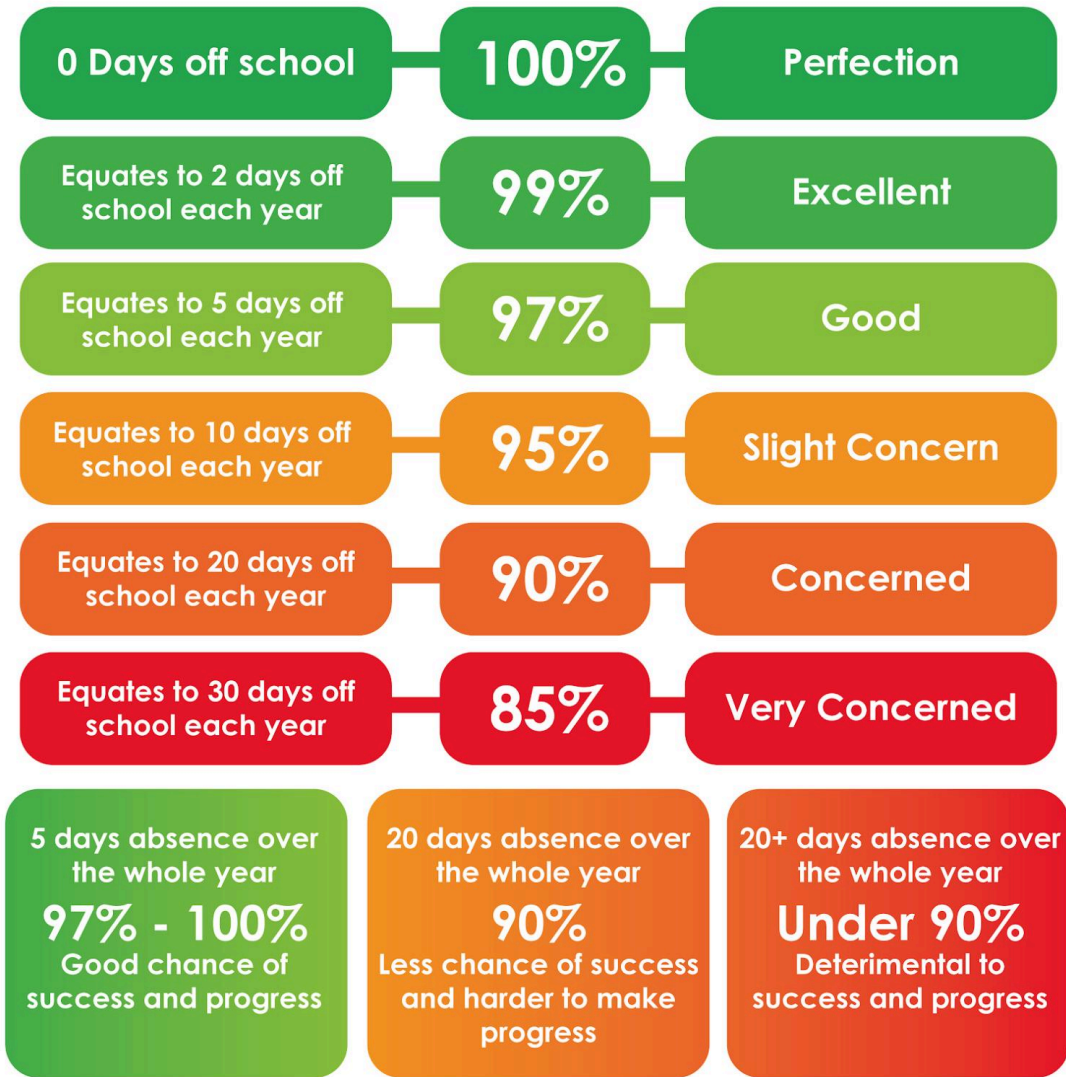 0 Days off school
100%
Perfection
Equates to 2 days off
school each year
99%
Excellent
Equates to 5 days off
school each year
97%
Good
Equates to 10 days off
school each year
95%
Slight Concern
Equates to 20 days off
school each year
90%
Concerned
Equates to 30 days off
school each year
85%
Very Concerned
5 days absence over
the whole year
97% - 100%
Good chance of
success and progress
20 days absence over
the whole year
90%
Less chance of success
and harder to make
progress
20+ days absence over
the whole year
Under 90%
Deterimental to
success and progress